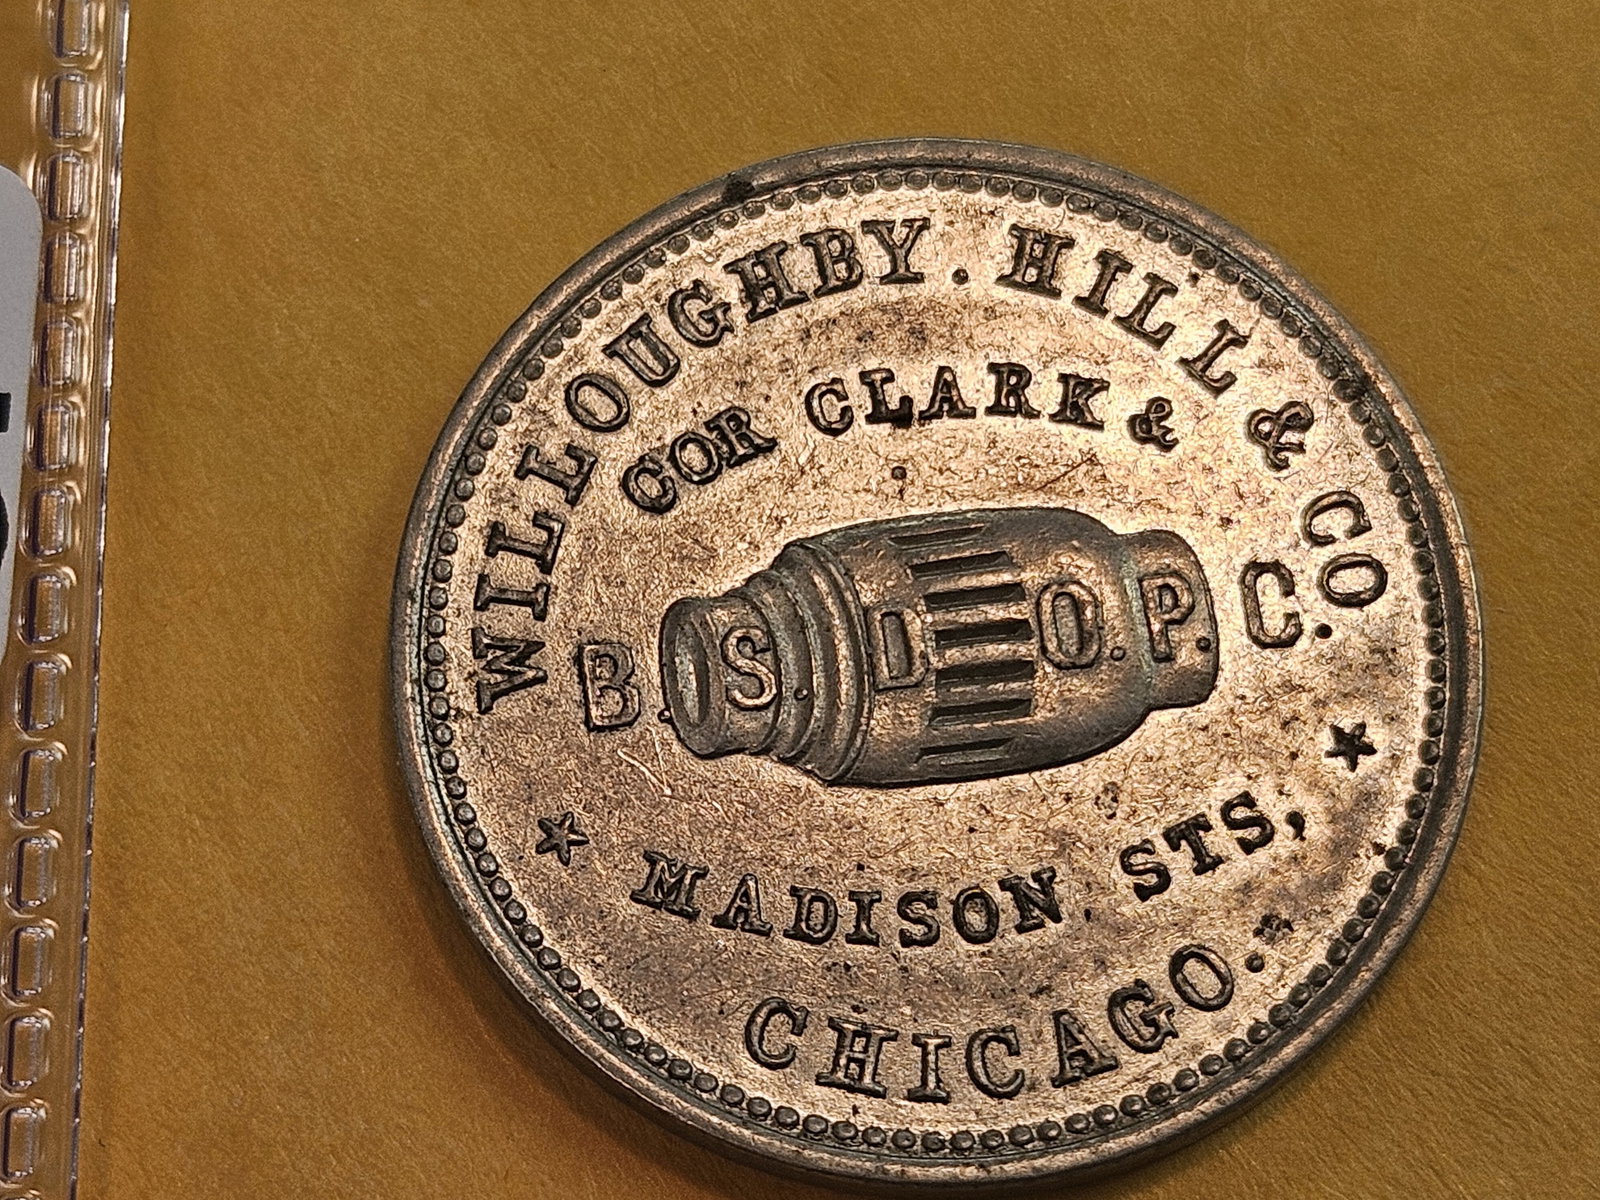 WILLOUGHBY. HILL & CO.
COR CLARK &
B. S. D O. P. C.
MADISON STS,
CHICAGO.